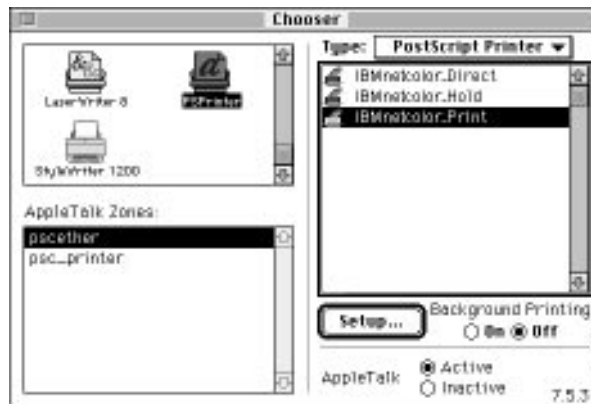 Chooser
LaserWriter 8
PSPrinter
StyleWriter 1200
AppleTalk Zones:
pscether
psc_printer
Type: PostScript Printer
IBMnetcolor.Direct
IBMnetcolor.Hold
IBMnetcolor.Print
Setup...
Background Printing
On Off
AppleTalk
Active
Inactive
7.5.3